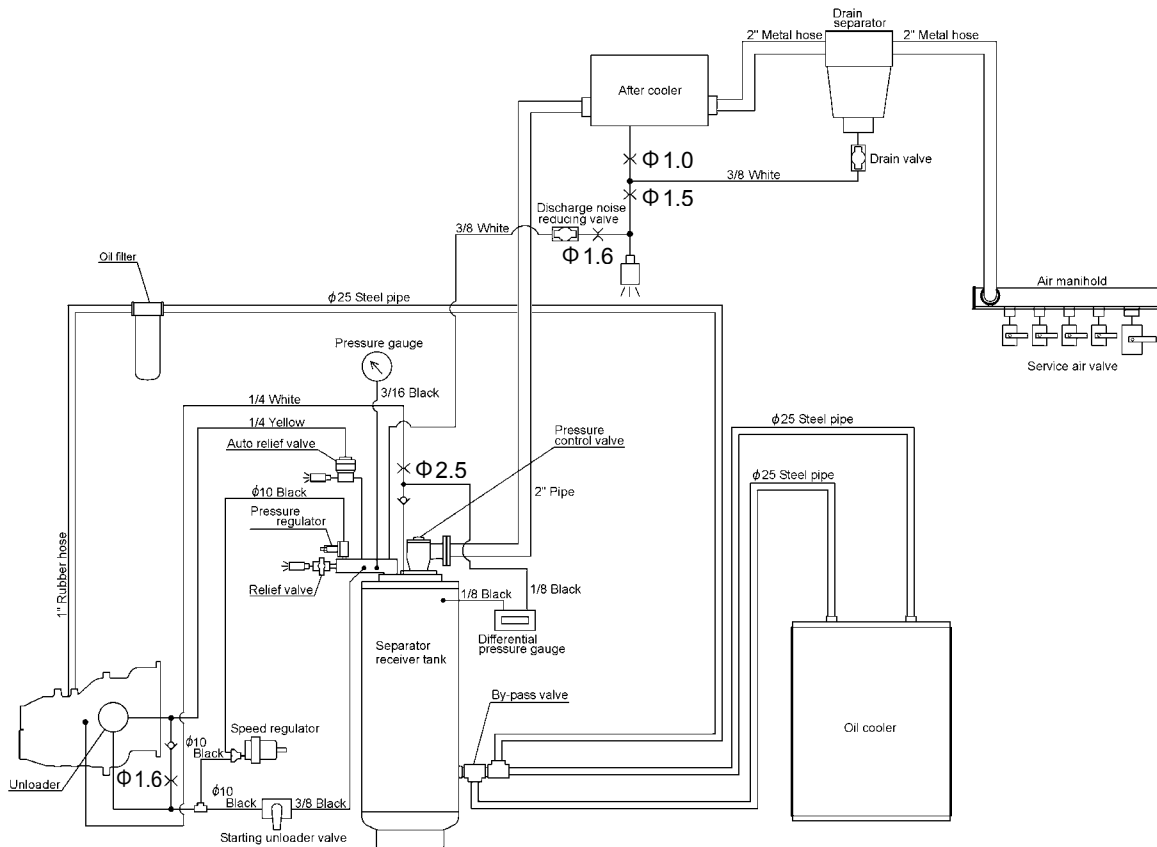 Drain
separator
2" Metal hose
2" Metal hose
After cooler
Φ1.0
Drain valve
3/8 White
Φ1.5
Discharge noise
reducing valve
3/8 White
Φ1.6
Oil filter
Air manifold
ϕ25 Steel pipe
Pressure gauge
Service air valve
3/16 Black
1/4 White
1/4 Yellow
ϕ25 Steel pipe
Pressure
control valve
Auto relief valve
Φ2.5
ϕ25 Steel pipe
2" Pipe
ϕ10 Black
Pressure
regulator
1" Rubber hose
Relief valve
1/8 Black
1/8 Black
Differential
pressure gauge
Separator
receiver tank
By-pass valve
Oil cooler
Speed regulator
ϕ10
Black
Unloader
Φ1.6
ϕ10
Black
3/8 Black
Starting unloader valve